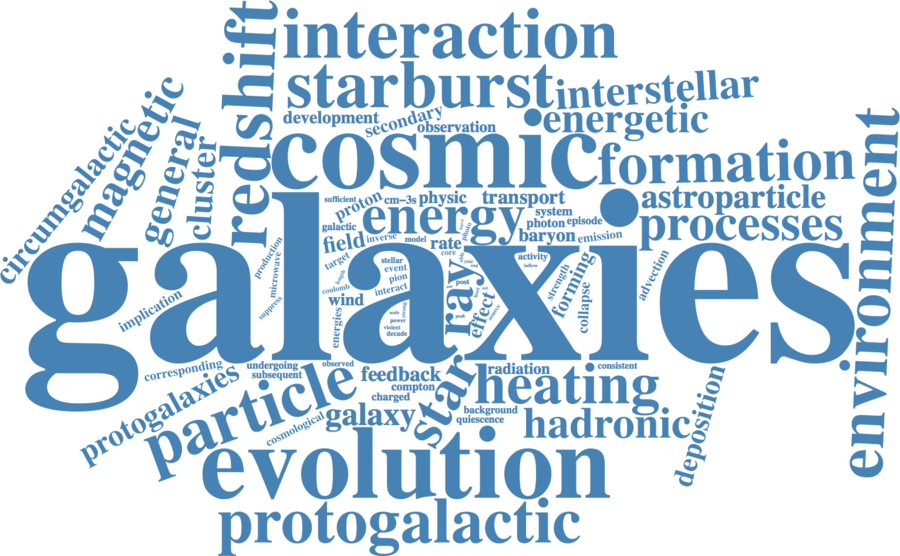 interaction
redshift
starburst
interstellar
development
secondary
observation
energetic
magnetic
circumgalactic
general
cluster
cosmic
formation
environment
sufficient
proton
cm-3s
physic
transport
astroparticle
energy
system
photon
episode
processes
galactic
field
inverse
model
rate
core
baryon
emission
galaxies
production
microwave
suppress
target
coulomb
stellar
event
pion
interact
wind
energies
power
violent
decade
ray
post
effect
activity
strength
forming
collapse
advection
implication
corresponding
undergoing
subsequent
observed
protogalaxies
particle
cosmological
feedback
compton
charged
galaxy
star
radiation
consistent
heating
background
quiescence
hadronic
deposition
evolution
protogalactic